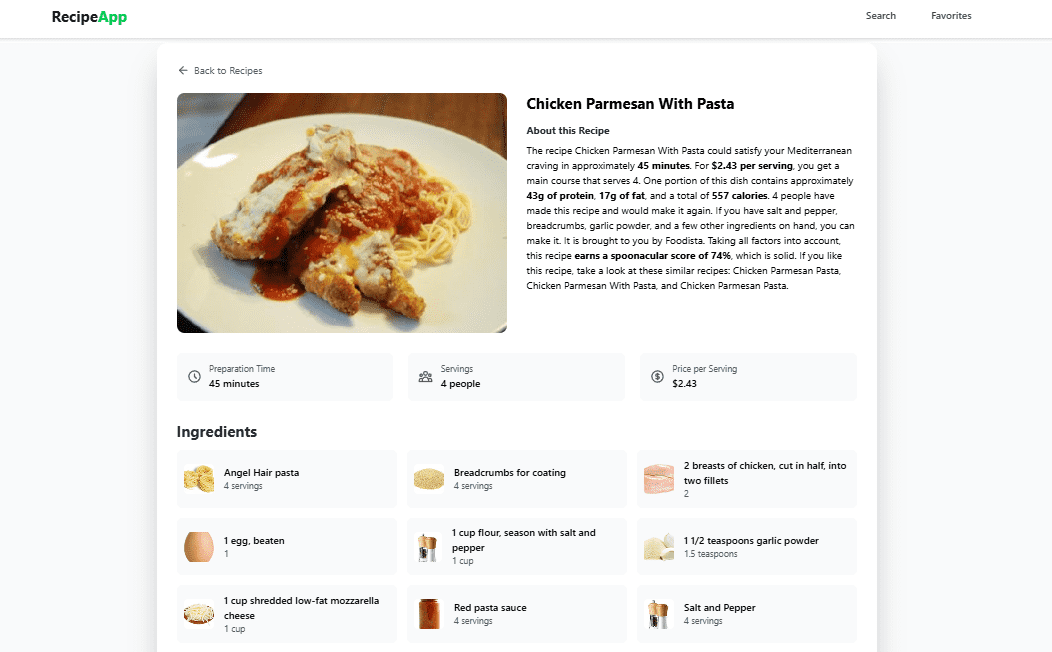 RecipeApp
Search
Favorites
Back to Recipes
Chicken Parmesan With Pasta
About this Recipe
The recipe Chicken Parmesan With Pasta could satisfy your Mediterranean
craving in approximately 45 minutes. For $2.43 per serving, you get a
main course that serves 4. One portion of this dish contains approximately
43g of protein, 17g of fat, and a total of 557 calories. 4 people have
made this recipe and would make it again. If you have salt and pepper,
breadcrumbs, garlic powder, and a few other ingredients on hand, you can
make it. It is brought to you by Foodista. Taking all factors into account,
this recipe earns a spoonacular score of 74%, which is solid. If you like
this recipe, take a look at these similar recipes: Chicken Parmesan Pasta,
Chicken Parmesan With Pasta, and Chicken Parmesan Pasta.
Preparation Time
45 minutes
Servings
4 people
Price per Serving
$2.43
Ingredients
Angel Hair pasta
4 servings
Breadcrumbs for coating
4 servings
2 breasts of chicken, cut in half, into
two fillets
2
1 egg, beaten
1
1 cup flour, season with salt and
pepper
1 cup
1 1/2 teaspoons garlic powder
1.5 teaspoons
1 cup shredded low-fat mozzarella
cheese
1 cup
Red pasta sauce
4 servings
Salt and Pepper
4 servings